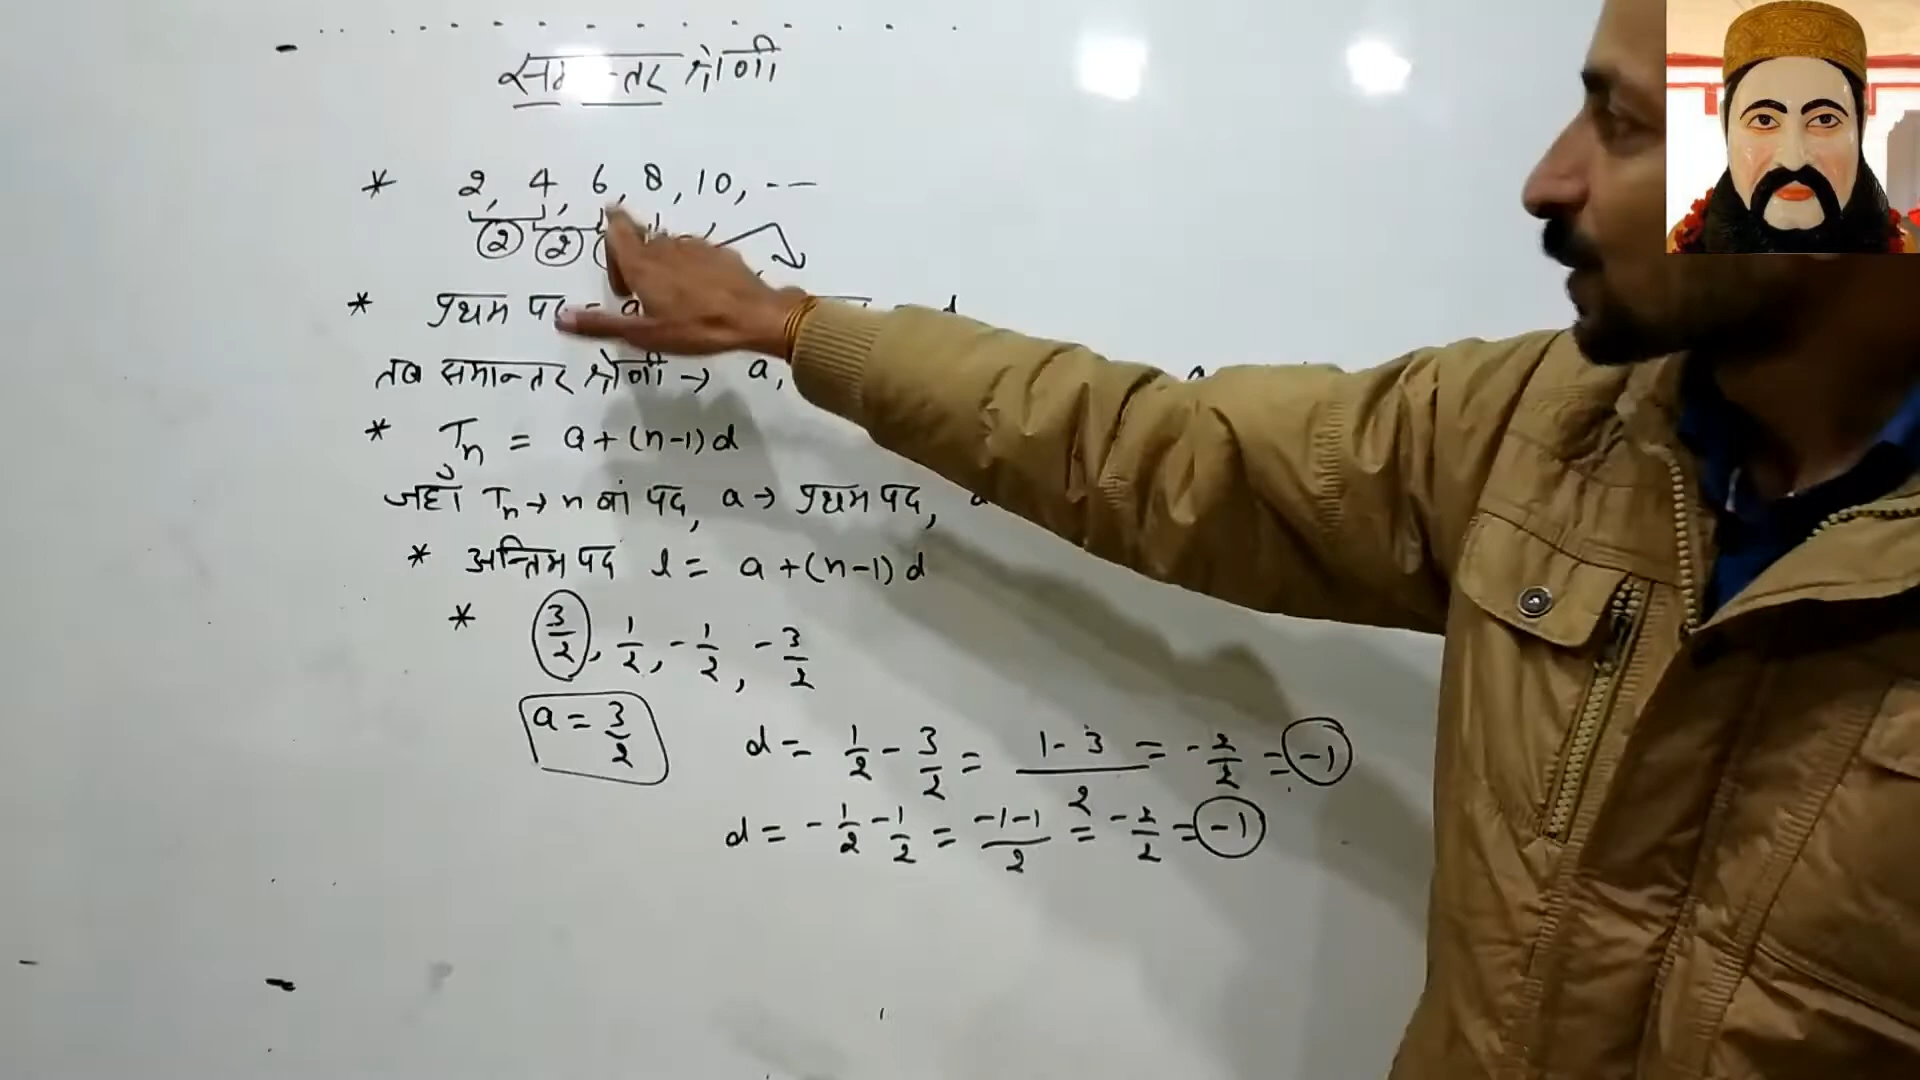 समान्तर श्रेणी
* 2, 4, 6, 8, 10, --
2 2
* प्रथम पद = a d
तब समान्तर श्रेणी → a,
* Tn = a + (n-1) d
जहाँ Tn → n वां पद, a → प्रथम पद,
* अन्तिम पद l = a + (n-1) d
* 3/2, 1/2, -1/2, -3/2
a = 3/2
d = 1/2 - 3/2 = 1-3/2 = -2/2 = -1
d = -1/2 - 1/2 = -1-1/2 = -2/2 = -1